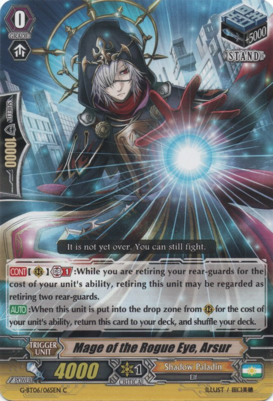 0
+5000
STAND
10000
It is not yet over. You can still fight.
CONT 1 :While you are retiring your rear-guards for the
cost of your unit's ability, retiring this unit may be regarded as
retiring two rear-guards.
AUTO:When this unit is put into the drop zone from the
cost of your unit's ability, return this card to your deck, and shuffle your deck.
TRIGGER
UNIT
Mage of the Rogue Eye, Arsur
4000
1
CRITICAL
Shadow Paladin
Elf
G-BT06/065EN C